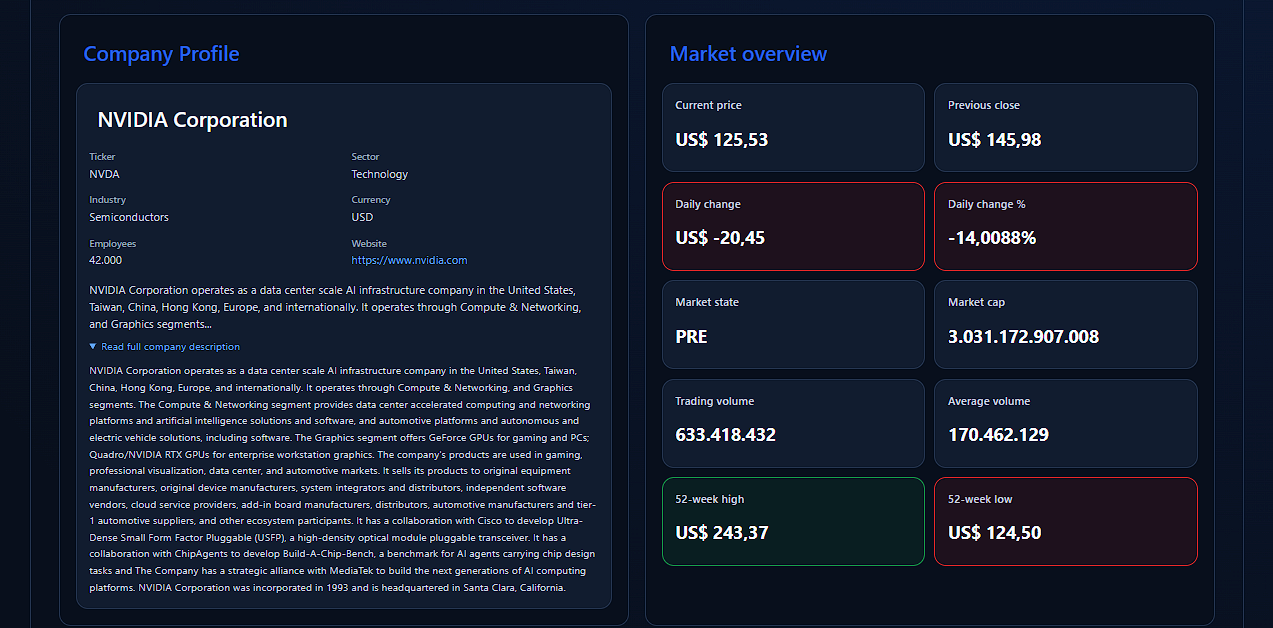 Company Profile
NVIDIA Corporation
Ticker
NVDA
Sector
Technology
Industry
Semiconductors
Currency
USD
Employees
42.000
Website
https://www.nvidia.com
NVIDIA Corporation operates as a data center scale AI infrastructure company in the United States,
Taiwan, China, Hong Kong, Europe, and internationally. It operates through Compute & Networking,
and Graphics segments...
▼ Read full company description
NVIDIA Corporation operates as a data center scale AI infrastructure company in the United States, Taiwan,
China, Hong Kong, Europe, and internationally. It operates through Compute & Networking, and Graphics
segments. The Compute & Networking segment provides data center accelerated computing and networking
platforms and artificial intelligence solutions and software, and automotive platforms and autonomous and
electric vehicle solutions, including software. The Graphics segment offers GeForce GPUs for gaming and PCs;
Quadro/NVIDIA RTX GPUs for enterprise workstation graphics. The company's products are used in gaming,
professional visualization, data center, and automotive markets. It sells its products to original equipment
manufacturers, original device manufacturers, system integrators and distributors, independent software
vendors, cloud service providers, add-in board manufacturers, distributors, automotive manufacturers and tier-
1 automotive suppliers, and other ecosystem participants. It has a collaboration with Cisco to develop Ultra-
Dense Small Form Factor Pluggable (USFP), a high-density optical module pluggable transceiver. It has a
collaboration with ChipAgents to develop Build-A-Chip-Bench, a benchmark for AI agents carrying chip design
tasks and The Company has a strategic alliance with MediaTek to build the next generations of AI computing
platforms. NVIDIA Corporation was incorporated in 1993 and is headquartered in Santa Clara, California.
Market overview
Current price
US$ 125,53
Previous close
US$ 145,98
Daily change
US$ -20,45
Daily change %
-14,0088%
Market state
PRE
Market cap
3.031.172.907.008
Trading volume
633.418.432
Average volume
170.462.129
52-week high
US$ 243,37
52-week low
US$ 124,50